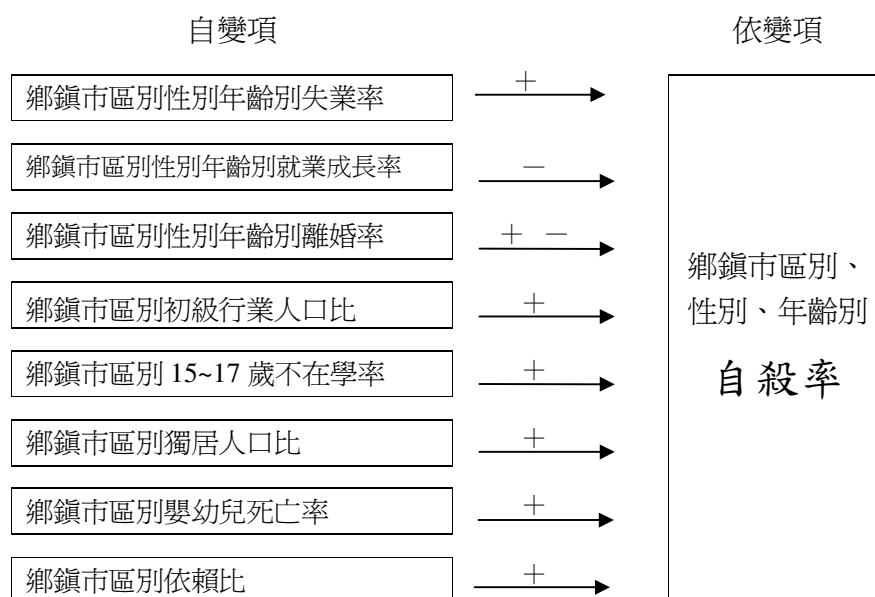 自變項
依變項
鄉鎮市區別性別年齡別失業率
＋
鄉鎮市區別性別年齡別就業成長率
－
鄉鎮市區別性別年齡別離婚率
＋ －
鄉鎮市區別初級行業人口比
＋
鄉鎮市區別 15~17 歲不在學率
＋
鄉鎮市區別獨居人口比
＋
鄉鎮市區別嬰幼兒死亡率
＋
鄉鎮市區別依賴比
＋
鄉鎮市區別、
性別、年齡別
自殺率